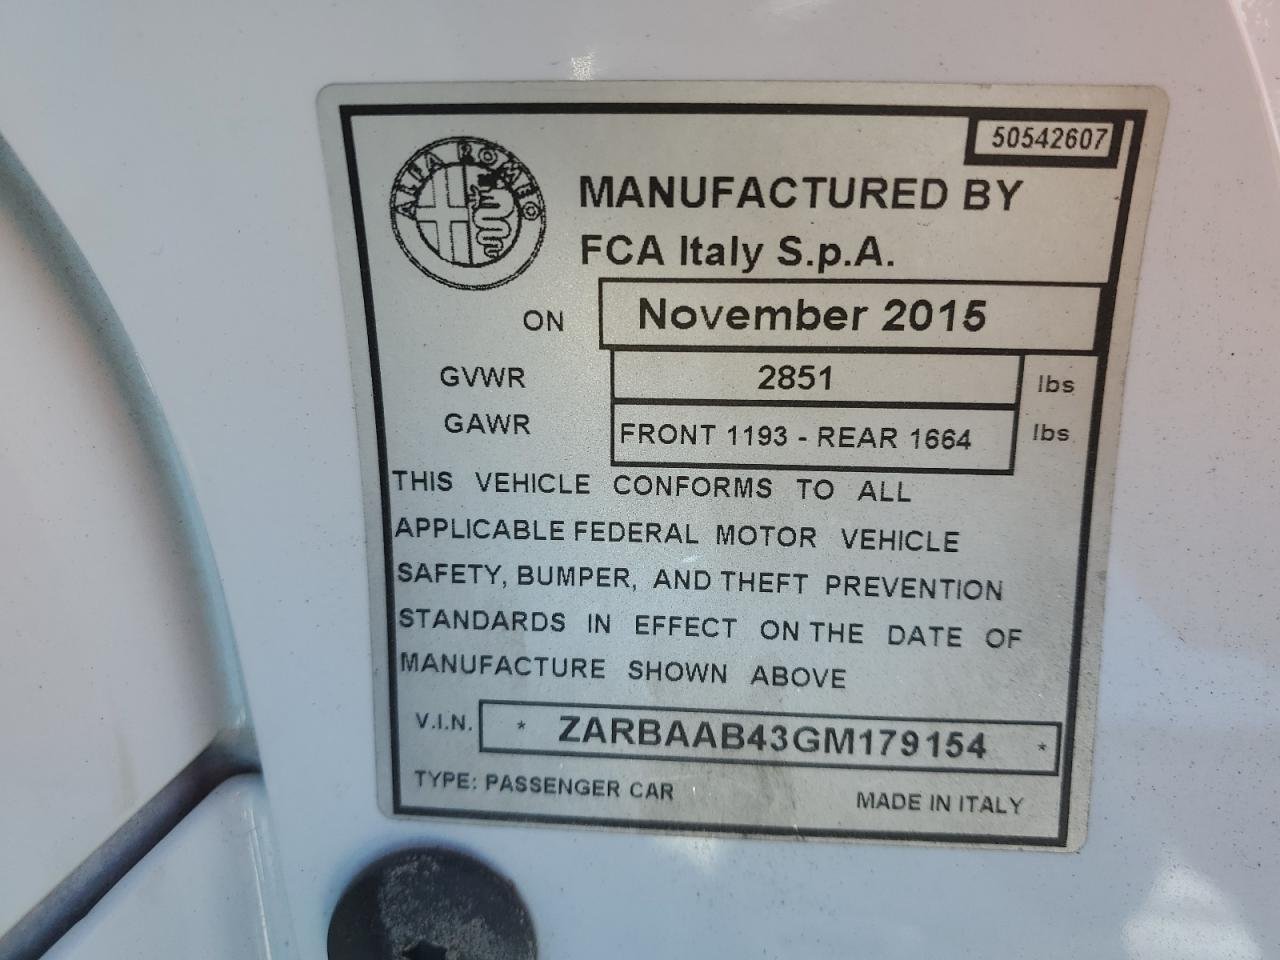 50542607
ALFA ROMEO
MANUFACTURED BY
FCA Italy S.p.A.
ON November 2015
GVWR 2851 lbs
GAWR FRONT 1193 - REAR 1664 lbs
THIS VEHICLE CONFORMS TO ALL
APPLICABLE FEDERAL MOTOR VEHICLE
SAFETY, BUMPER, AND THEFT PREVENTION
STANDARDS IN EFFECT ON THE DATE OF
MANUFACTURE SHOWN ABOVE
V.I.N. * ZARBAAB43GM179154 *
TYPE: PASSENGER CAR MADE IN ITALY